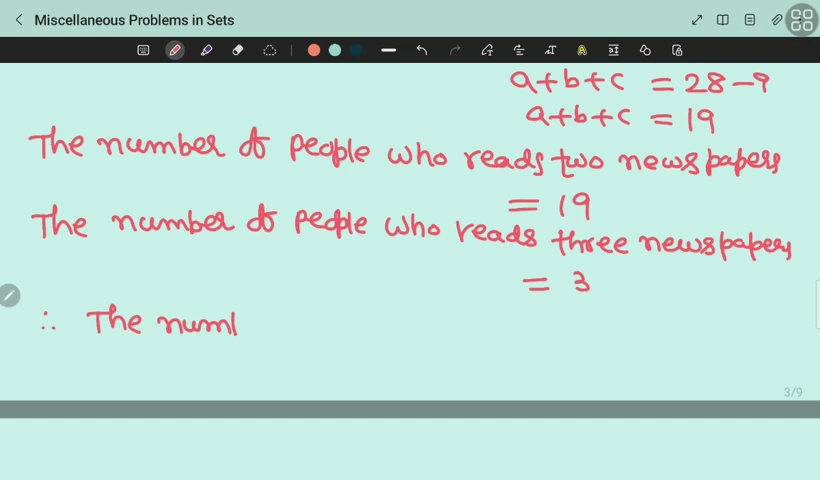 Miscellaneous Problems in Sets
a+b+c = 28-9
a+b+c = 19
The number of people who reads two newspapers
= 19
The number of people who reads three newspapers
= 3
∴ The numl
3/9